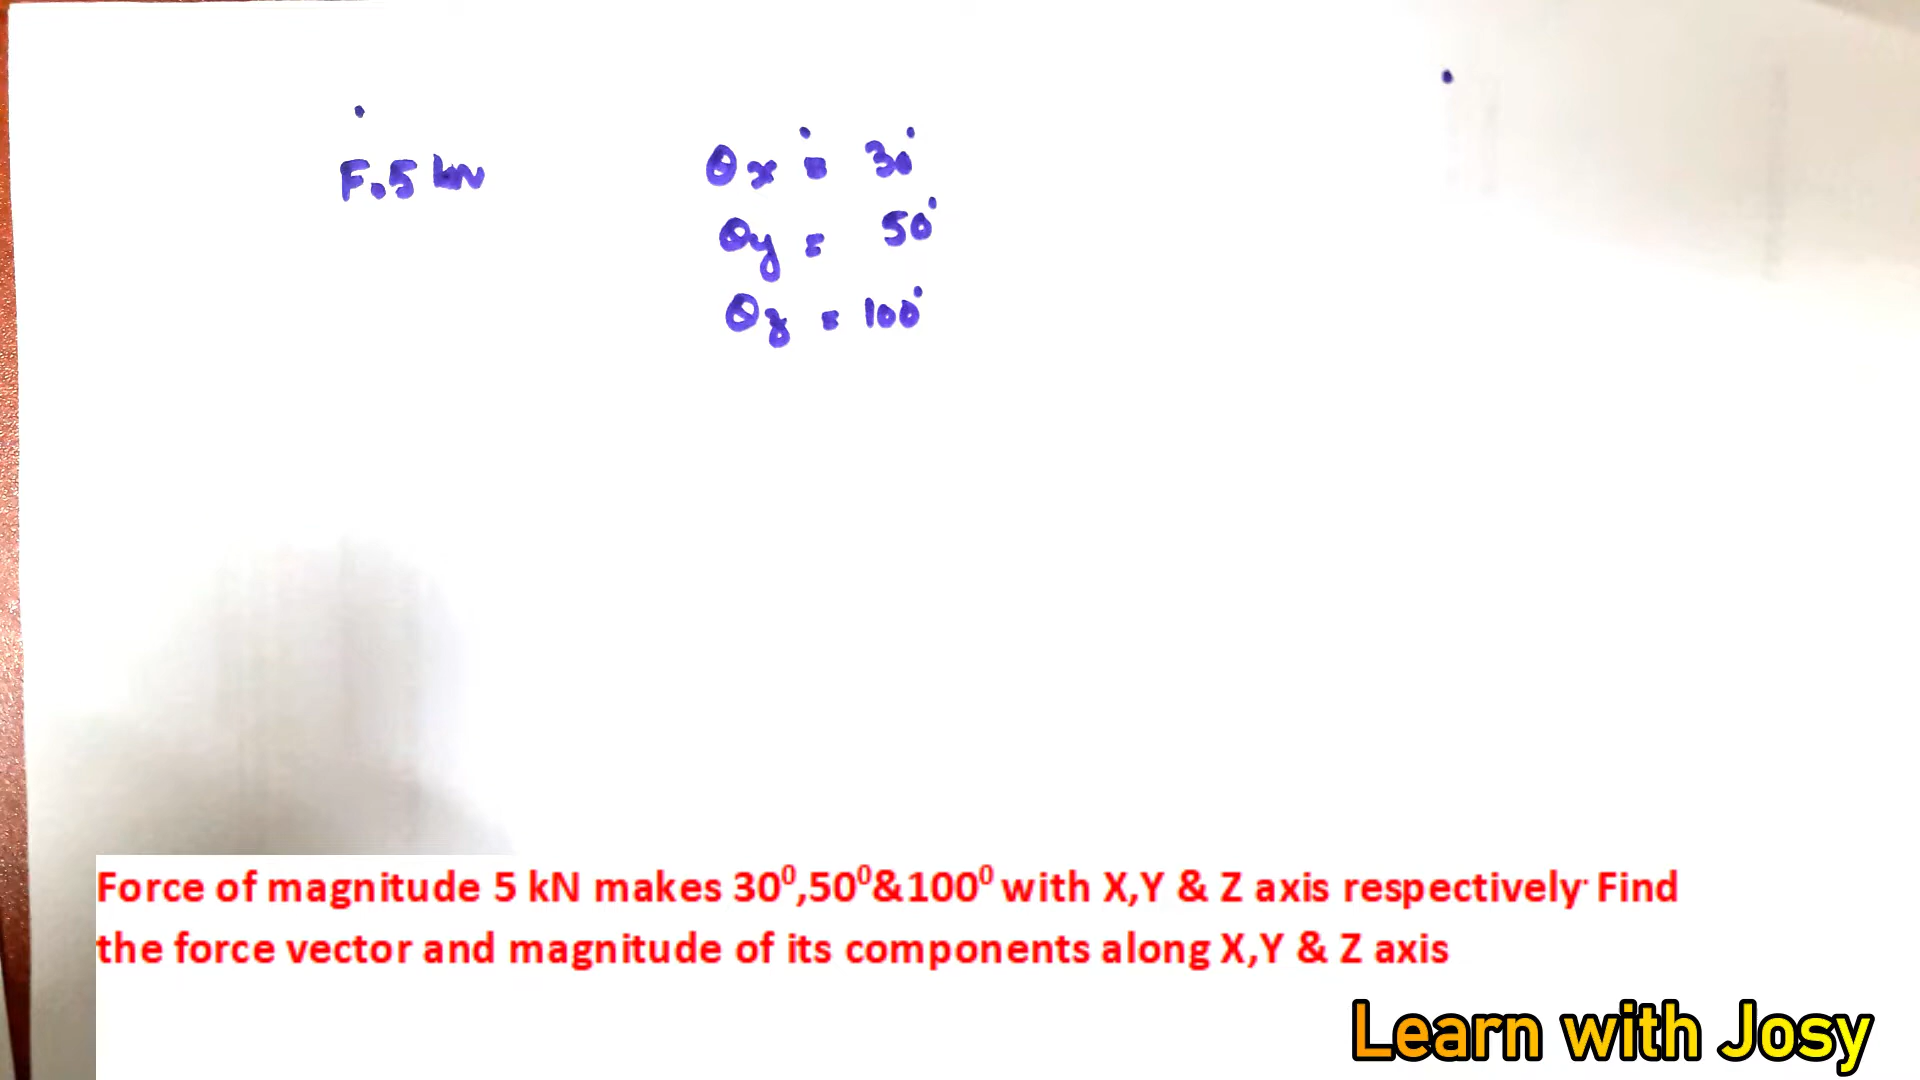 F = 5 kN
θx = 30°
θy = 50°
θz = 100°
Force of magnitude 5 kN makes 30⁰,50⁰&100⁰ with X,Y & Z axis respectively. Find
the force vector and magnitude of its components along X,Y & Z axis
Learn with Josy